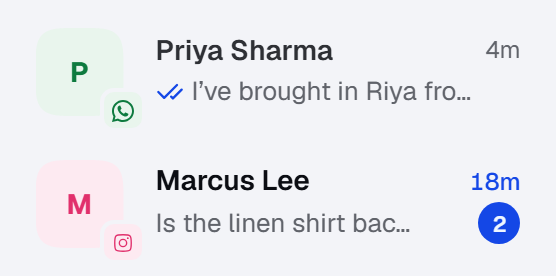 P
Priya Sharma
4m
I’ve brought in Riya fro...
M
Marcus Lee
18m
Is the linen shirt bac...
2